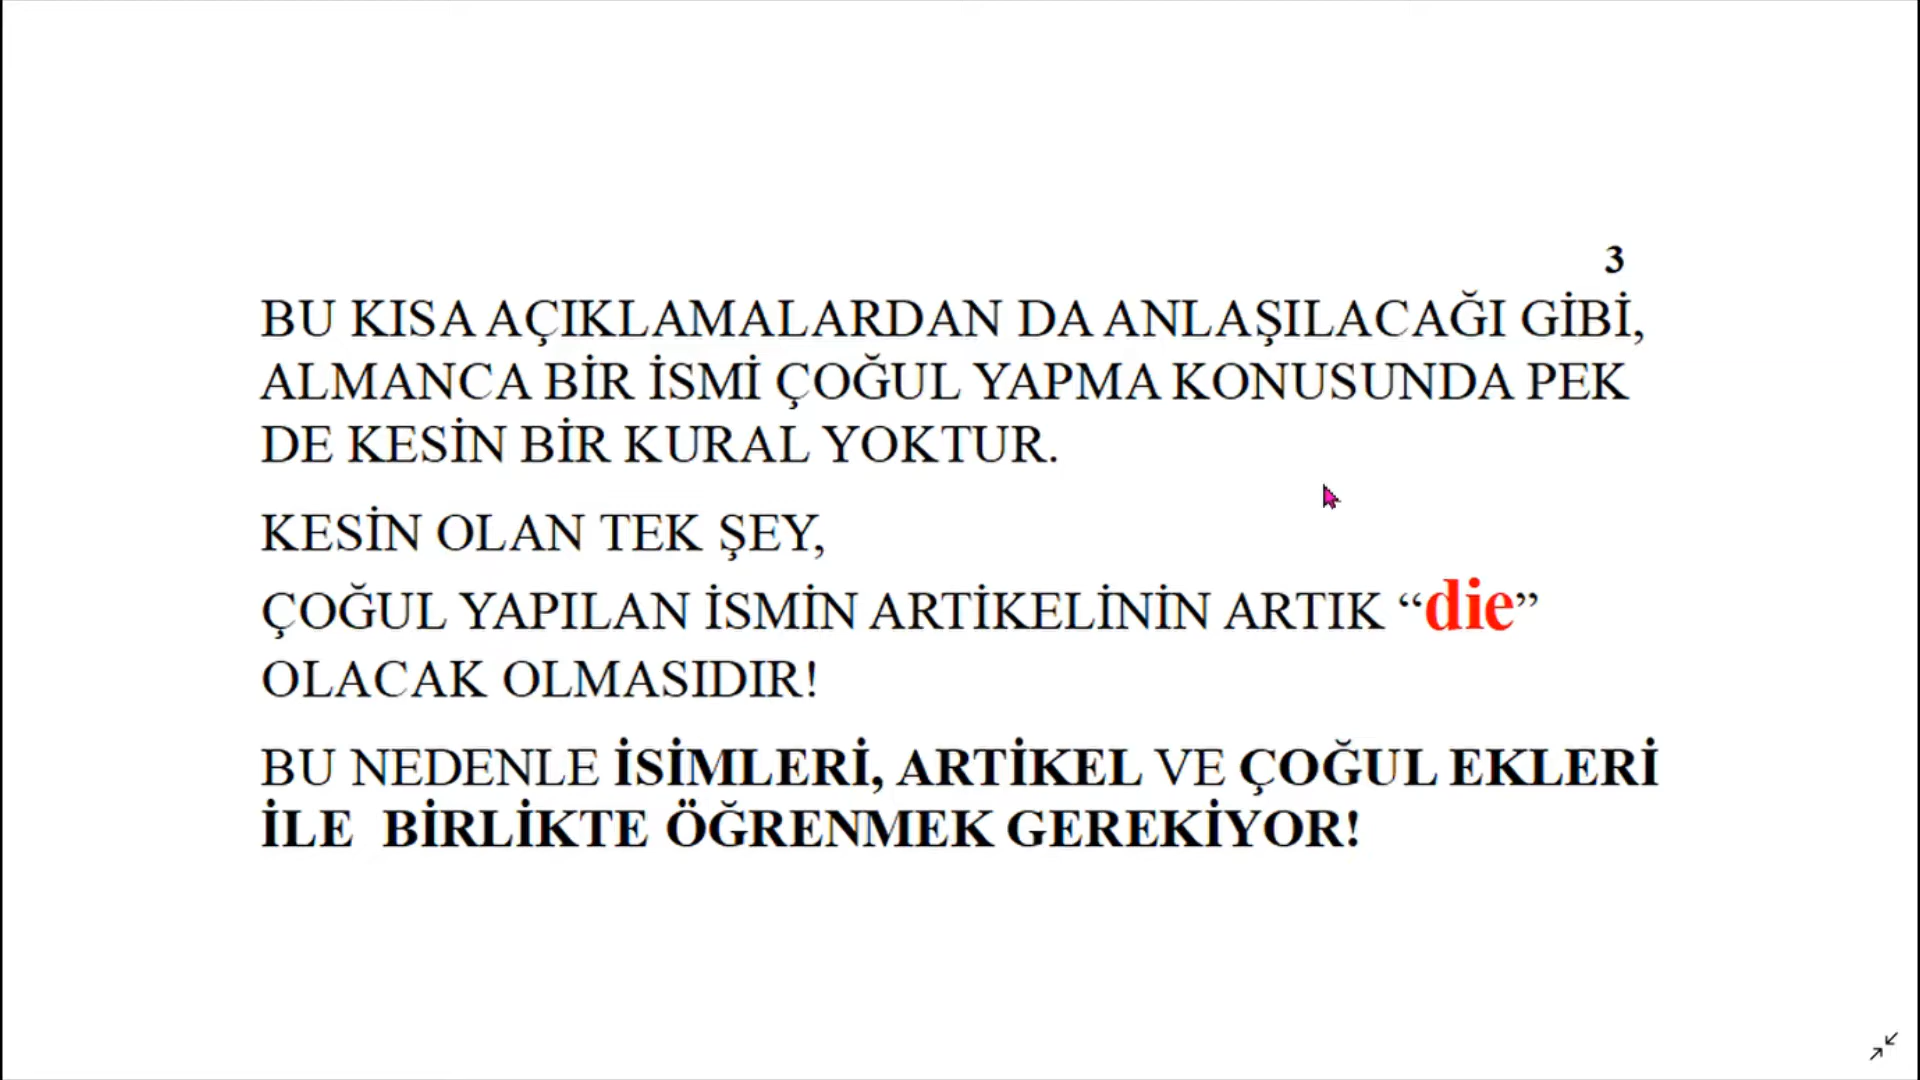 3
BU KISA AÇIKLAMALARDAN DA ANLAŞILACAĞI GİBİ,
ALMANCA BİR İSMİ ÇOĞUL YAPMA KONUSUNDA PEK
DE KESİN BİR KURAL YOKTUR.
KESİN OLAN TEK ŞEY,
ÇOĞUL YAPILAN İSMİN ARTİKELİNİN ARTIK “die”
OLACAK OLMASIDIR!
BU NEDENLE İSİMLERİ, ARTİKEL VE ÇOĞUL EKLERİ
İLE BİRLİKTE ÖĞRENMEK GEREKİYOR!